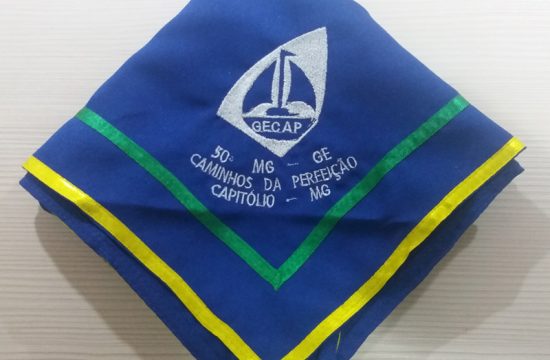 GECAP
50º MG - GE
CAMINHOS DA PERFEIÇÃO
CAPITÓLIO - MG